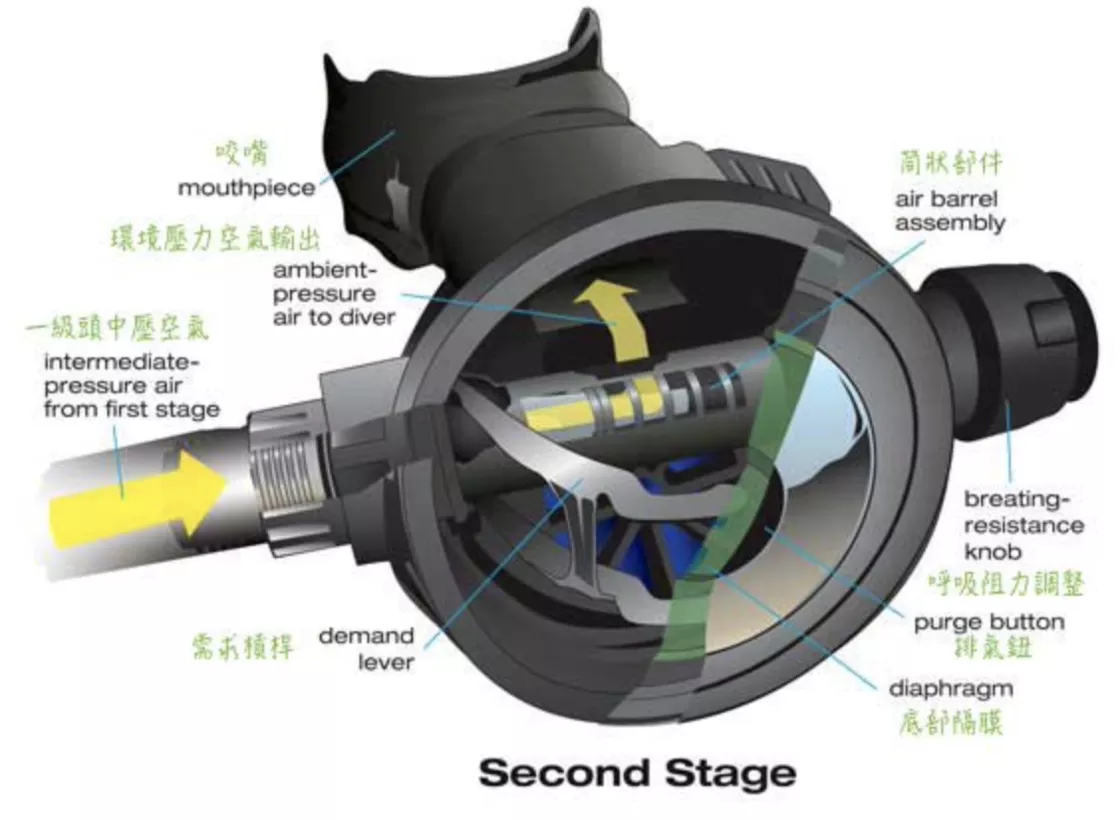 咬嘴
mouthpiece
環境壓力空氣輸出
ambient-
pressure
air to diver
一級頭中壓空氣
intermediate-
pressure air
from first stage
筒狀部件
air barrel
assembly
breating-
resistance
knob
呼吸阻力調整
purge button
排氣鈕
diaphragm
底部隔膜
需求槓桿
demand
lever
Second Stage